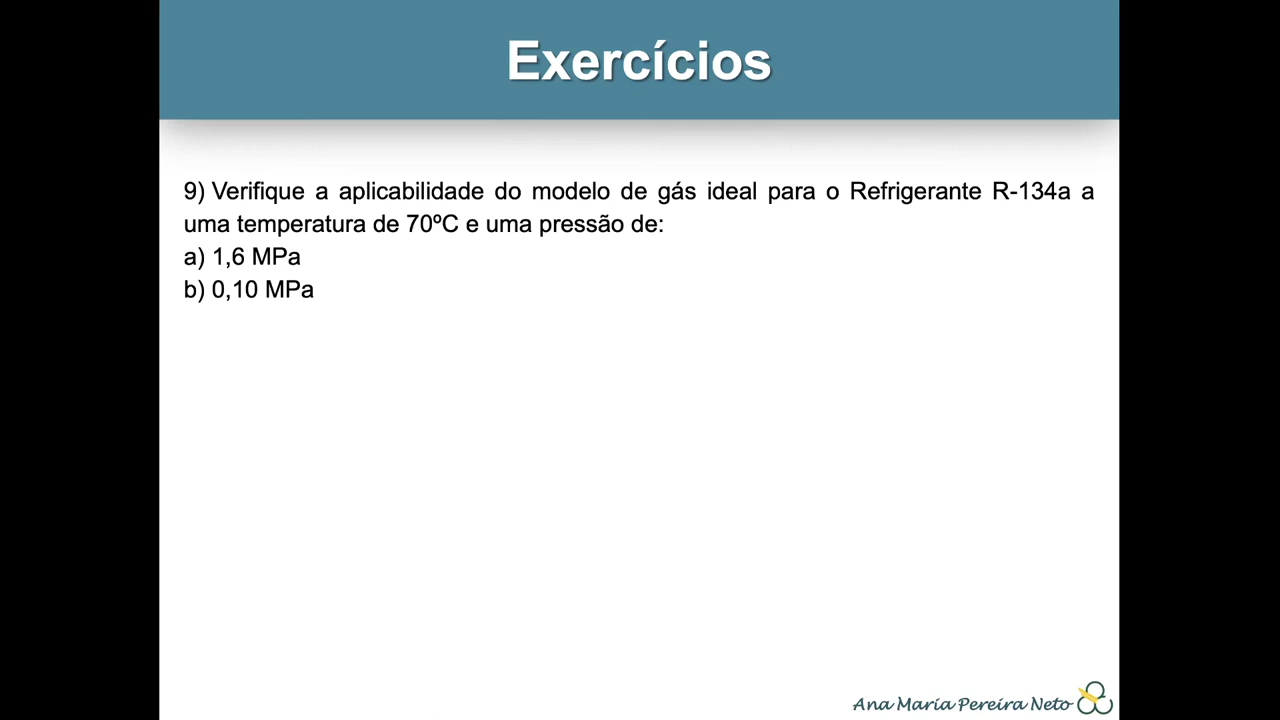 Exercícios
9) Verifique a aplicabilidade do modelo de gás ideal para o Refrigerante R-134a a
uma temperatura de 70ºC e uma pressão de:
a) 1,6 MPa
b) 0,10 MPa
Ana Maria Pereira Neto